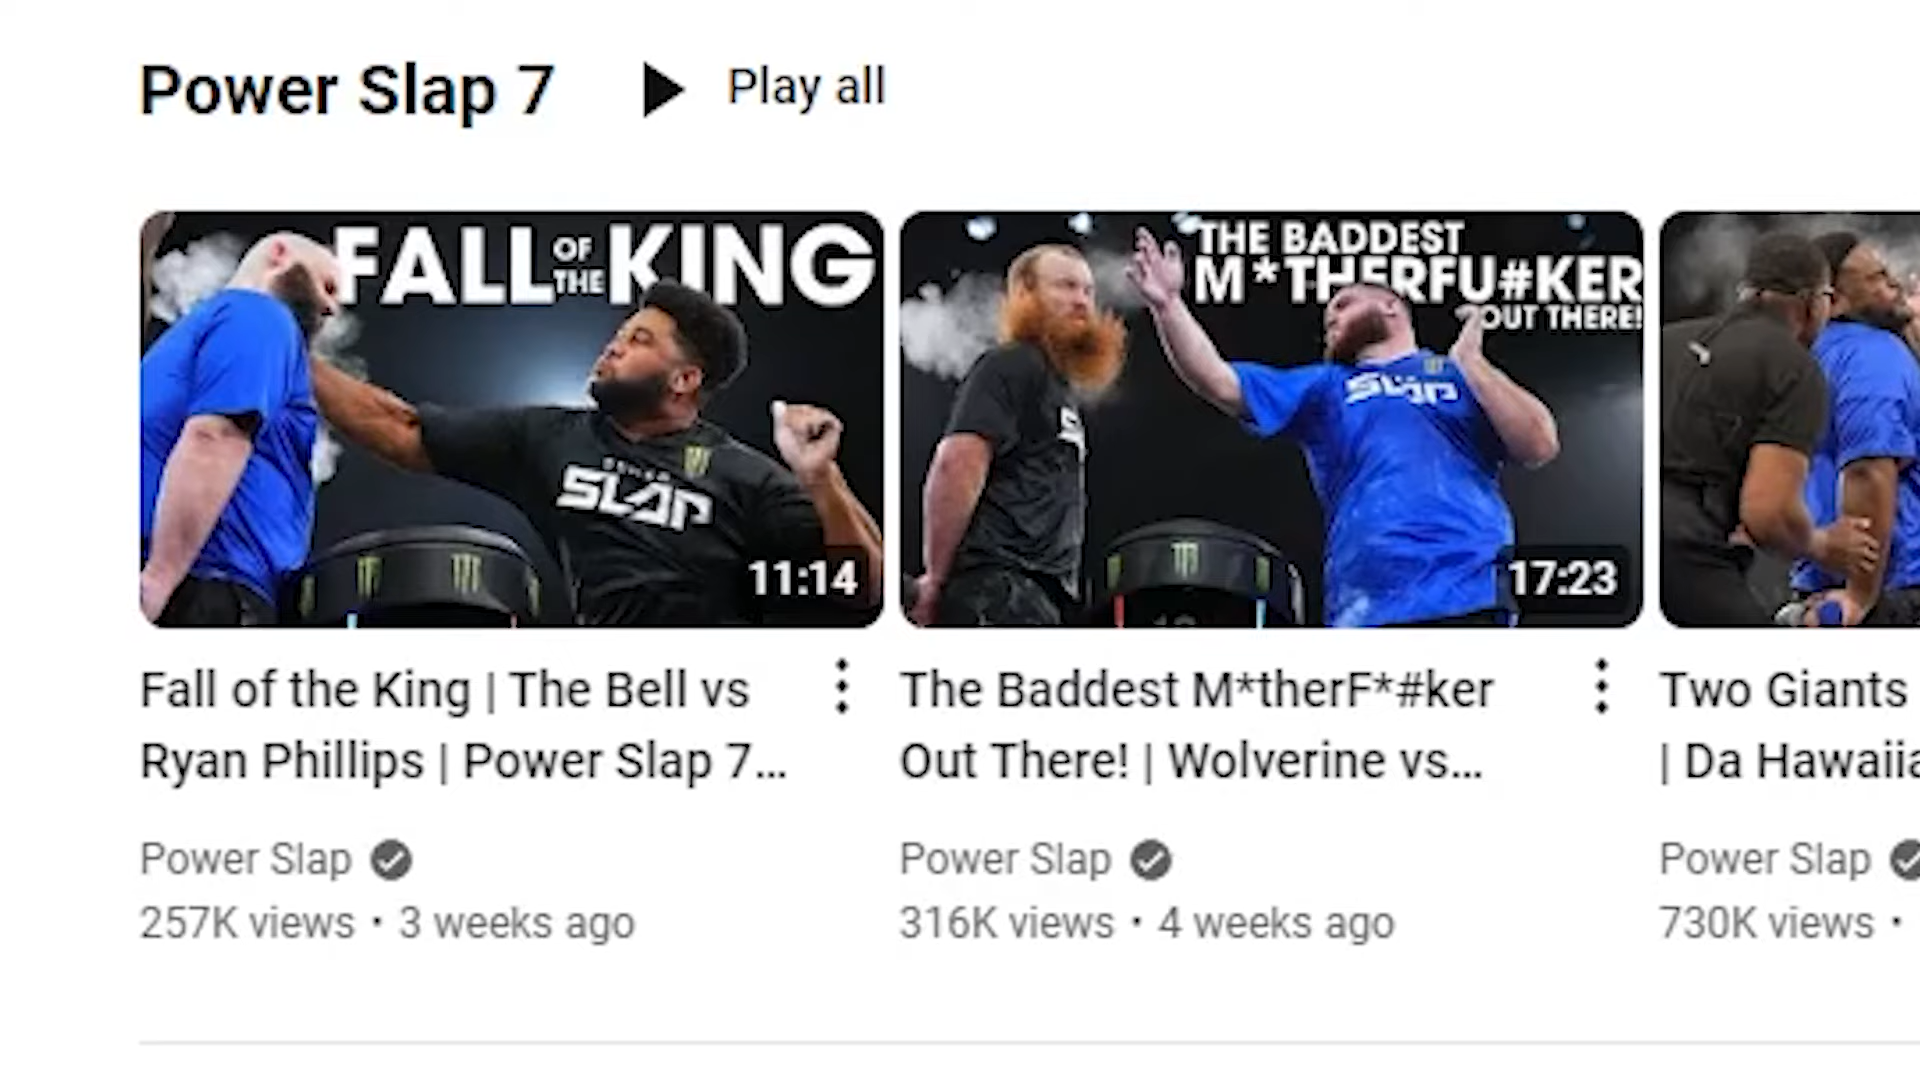 Power Slap 7
Play all
FALL OF THE KING
SLAP
11:14
THE BADDEST
M*THERFU#KER
OUT THERE!
SLAP
17:23
Fall of the King | The Bell vs
Ryan Phillips | Power Slap 7...
Power Slap
257K views • 3 weeks ago
The Baddest M*therF*#ker
Out There! | Wolverine vs...
Power Slap
316K views • 4 weeks ago
Two Giants
| Da Hawaiia
Power Slap
730K views •